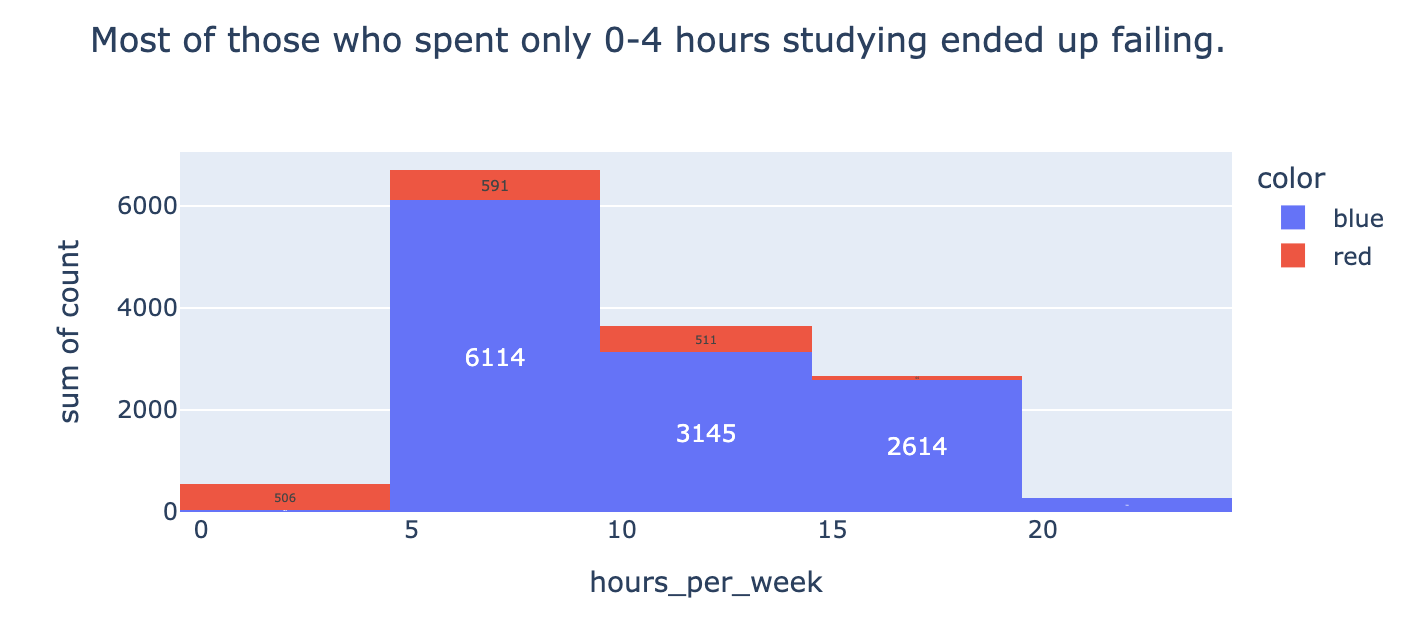 Most of those who spent only 0-4 hours studying ended up failing.
color
blue
red
sum of count
6000
4000
2000
0
591
6114
511
3145
2614
506
0
5
10
15
20
hours_per_week